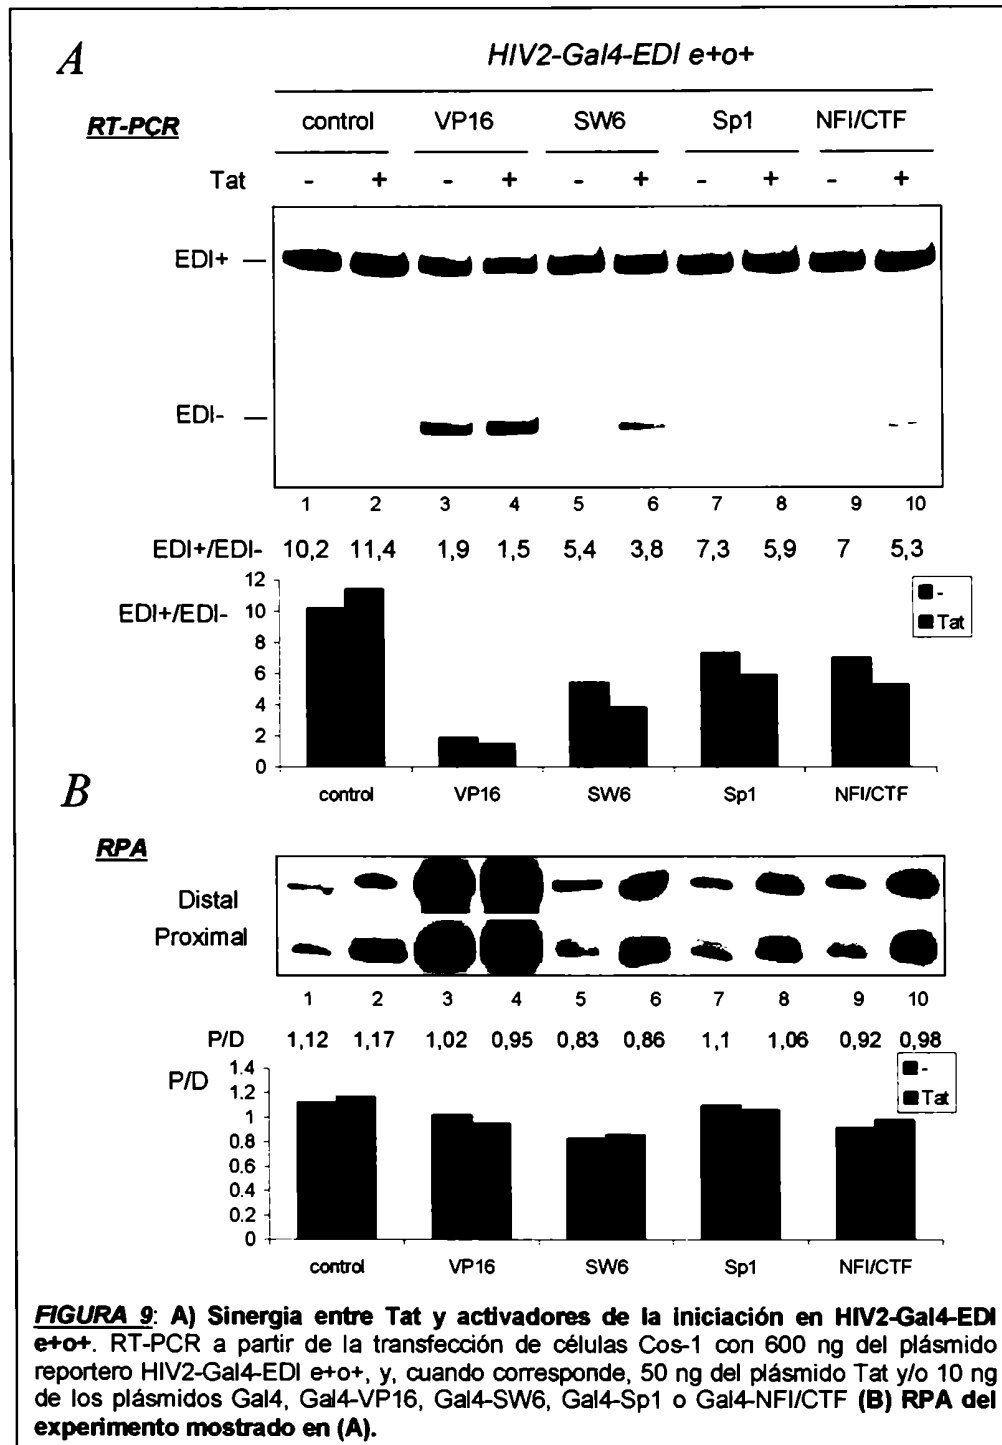 A
HIV2-Gal4-EDI e+o+
RT-PCR
control VP16 SW6 Sp1 NFI/CTF
Tat - + - + - + - + - +
EDI+
EDI-
1 2 3 4 5 6 7 8 9 10
EDI+/EDI- 10,2 11,4 1,9 1,5 5,4 3,8 7,3 5,9 7 5,3
EDI+/EDI-
12
10
8
6
4
2
0
-
Tat
control VP16 SW6 Sp1 NFI/CTF
B
RPA
Distal
Proximal
1 2 3 4 5 6 7 8 9 10
P/D 1,12 1,17 1,02 0,95 0,83 0,86 1,1 1,06 0,92 0,98
P/D
1.4
1.2
1
0.8
0.6
0.4
0.2
0
-
Tat
control VP16 SW6 Sp1 NFI/CTF
FIGURA 9: A) Sinergia entre Tat y activadores de la iniciación en HIV2-Gal4-EDI
e+o+. RT-PCR a partir de la transfección de células Cos-1 con 600 ng del plásmido
reportero HIV2-Gal4-EDI e+o+, y, cuando corresponde, 50 ng del plásmido Tat y/o 10 ng
de los plásmidos Gal4, Gal4-VP16, Gal4-SW6, Gal4-Sp1 o Gal4-NFI/CTF (B) RPA del
experimento mostrado en (A).